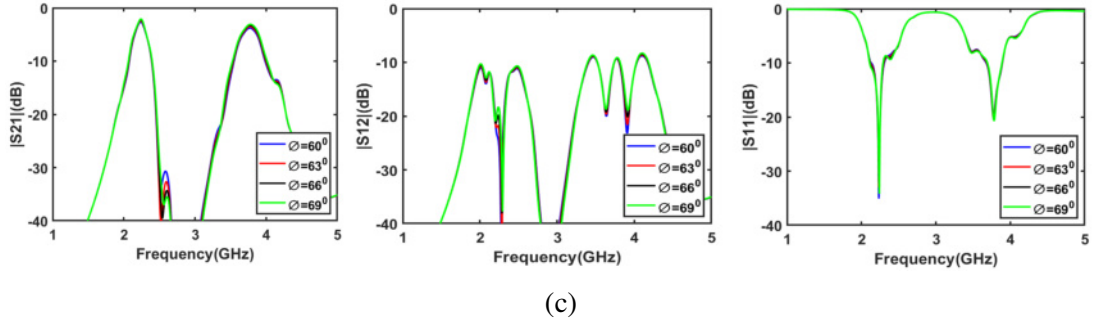 |S21|(dB)
0
-10
-20
-30
-40
1 2 3 4 5
Frequency(GHz)
∅=60⁰
∅=63⁰
∅=66⁰
∅=69⁰
|S12|(dB)
0
-10
-20
-30
-40
1 2 3 4 5
Frequency(GHz)
∅=60⁰
∅=63⁰
∅=66⁰
∅=69⁰
|S11|(dB)
0
-10
-20
-30
-40
1 2 3 4 5
Frequency(GHz)
∅=60⁰
∅=63⁰
∅=66⁰
∅=69⁰
(c)